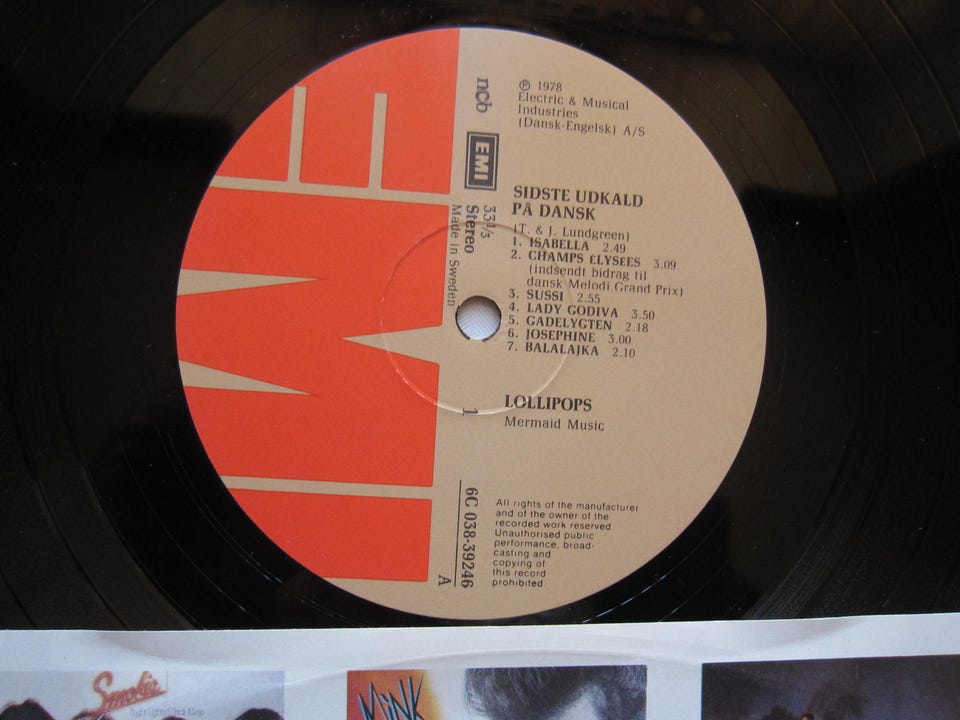 ℗ 1978
Electric & Musical
Industries
(Dansk-Engelsk) A/S
ncb
EMI
33⅓
Stereo
Made in Sweden
SIDSTE UDKALD
PÅ DANSK
(T. & J. Lundgreen)
1. ISABELLA 2.49
2. CHAMPS £LYS£ES 3.09
(indsendt bidrag til
dansk Melodi Grand Prix)
3. SUSSI 2.55
4. LADY GODIVA 3.50
5. GADELYGTEN 2.18
6. JOSEPHINE 3.00
7. BALALAJKA 2.10
1
LOLLIPOPS
Mermaid Music
6C 038-39246
A
All rights of the manufacturer
and of the owner of the
recorded work reserved
Unauthorised public
performance, broad-
casting and
copying of
this record
prohibited
EMI
Smokie
MINK